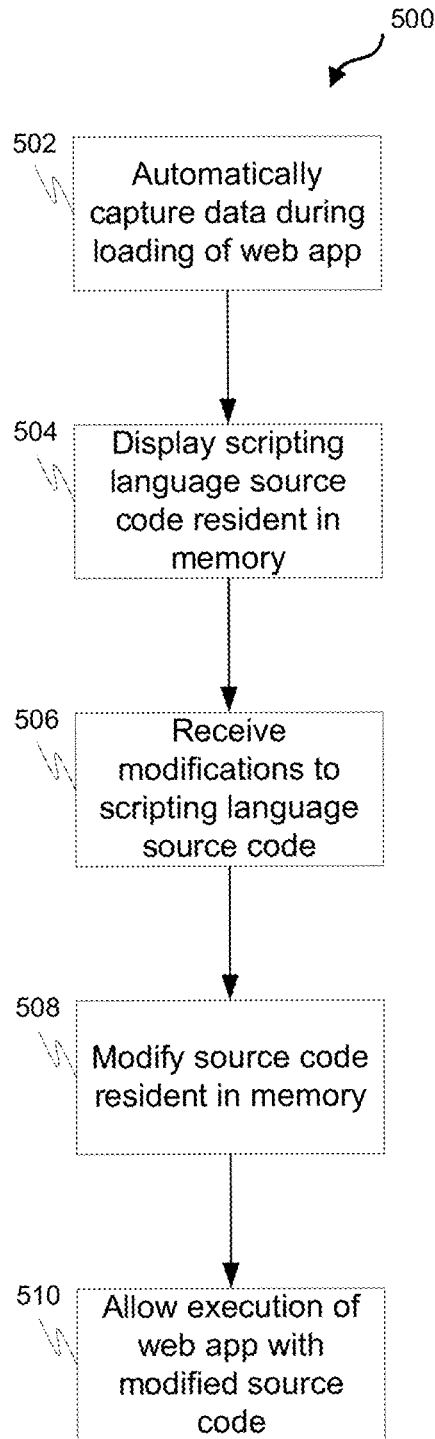 500
502
Automatically
capture data during
loading of web app
504
Display scripting
language source
code resident in
memory
506
Receive
modifications to
scripting language
source code
508
Modify source code
resident in memory
510
Allow execution of
web app with
modified source
code